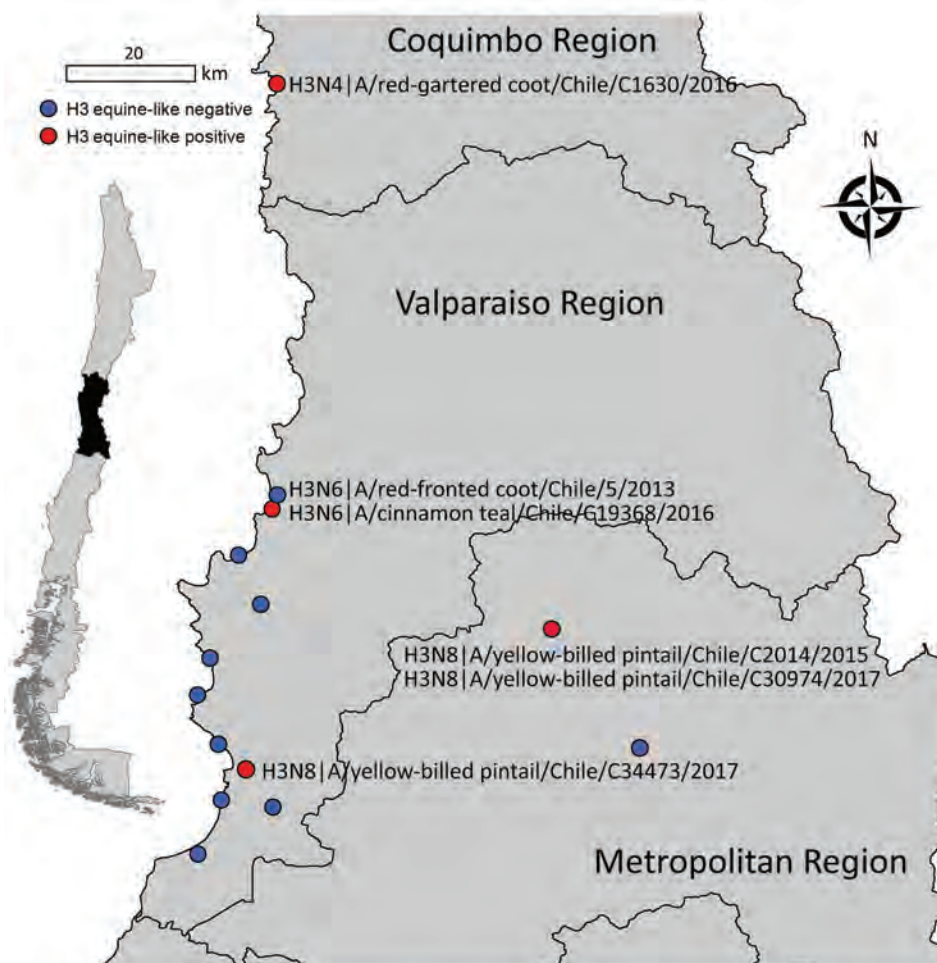 Coquimbo Region
20
km
H3N4|A/red-gartered coot/Chile/C1630/2016
H3 equine-like negative
H3 equine-like positive
N
Valparaiso Region
H3N6|A/red-fronted coot/Chile/5/2013
H3N6|A/cinnamon teal/Chile/C19368/2016
H3N8|A/yellow-billed pintail/Chile/C2014/2015
H3N8|A/yellow-billed pintail/Chile/C30974/2017
H3N8|A/yellow-billed pintail/Chile/C34473/2017
Metropolitan Region